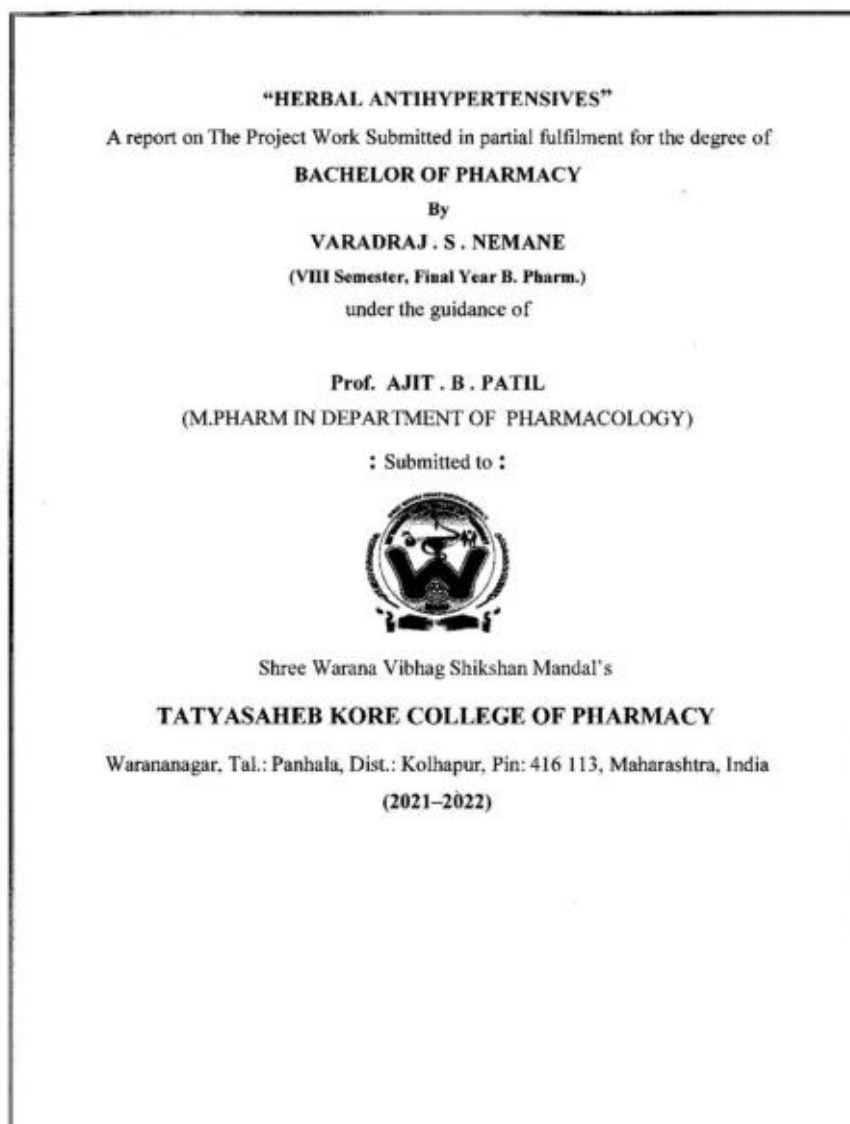 “HERBAL ANTIHYPERTENSIVES”
A report on The Project Work Submitted in partial fulfilment for the degree of
BACHELOR OF PHARMACY
By
VARADRAJ . S . NEMANE
(VIII Semester, Final Year B. Pharm.)
under the guidance of
Prof. AJIT . B . PATIL
(M.PHARM IN DEPARTMENT OF PHARMACOLOGY)
: Submitted to :
W
Shree Warana Vibhag Shikshan Mandal’s
TATYASAHEB KORE COLLEGE OF PHARMACY
Warananagar, Tal.: Panhala, Dist.: Kolhapur, Pin: 416 113, Maharashtra, India
(2021–2022)